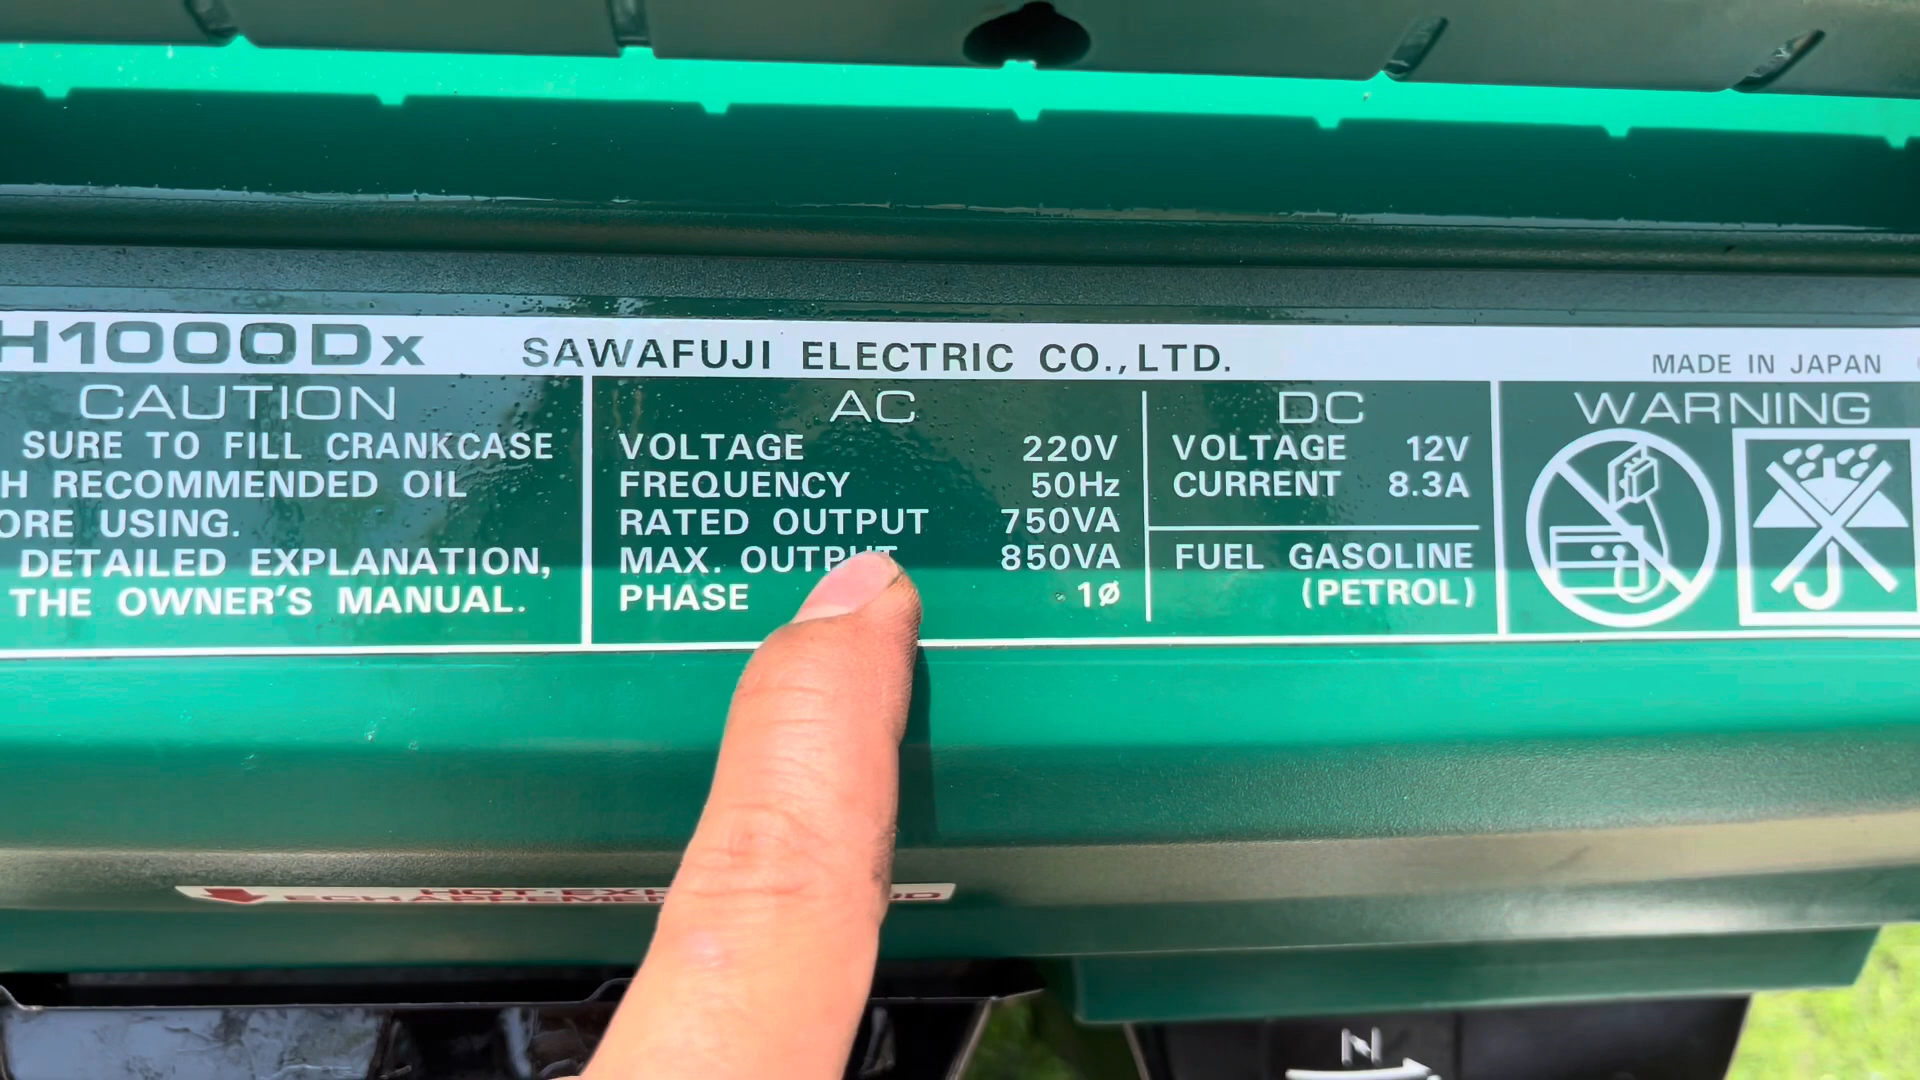 H1000Dx SAWAFUJI ELECTRIC CO.,LTD. MADE IN JAPAN
CAUTION
SURE TO FILL CRANKCASE
H RECOMMENDED OIL
ORE USING.
DETAILED EXPLANATION,
THE OWNER'S MANUAL.
AC
VOLTAGE 220V
FREQUENCY 50Hz
RATED OUTPUT 750VA
MAX. OUTPUT 850VA
PHASE 1ø
DC
VOLTAGE 12V
CURRENT 8.3A
FUEL GASOLINE
(PETROL)
WARNING
HOT·EXH
ECHAPPEMEN
N